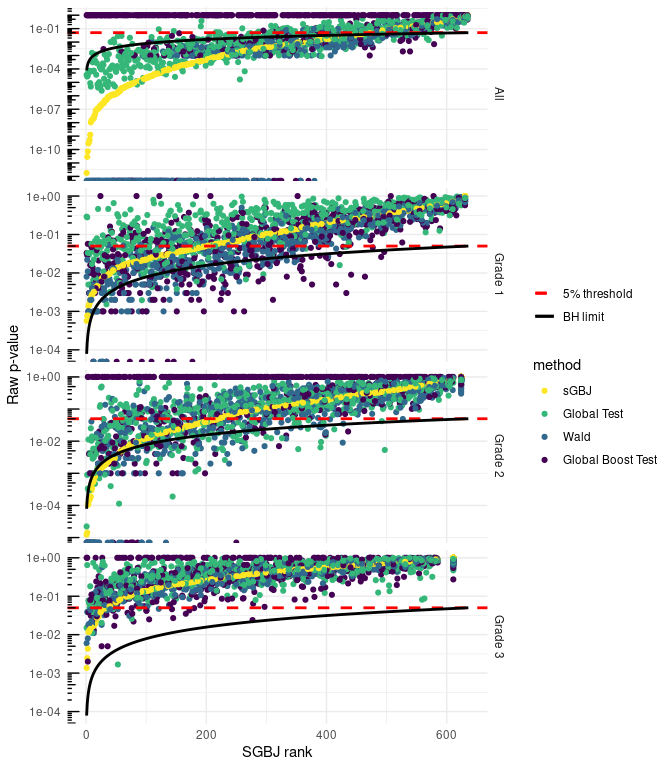 1e-01
1e-04
1e-07
1e-10
All
1e+00
1e-01
1e-02
1e-03
1e-04
Grade 1
1e+00
1e-02
1e-04
Grade 2
1e+00
1e-01
1e-02
1e-03
1e-04
Grade 3
0
200
400
600
SGBJ rank
Raw p-value
5% threshold
BH limit
method
sGBJ
Global Test
Wald
Global Boost Test